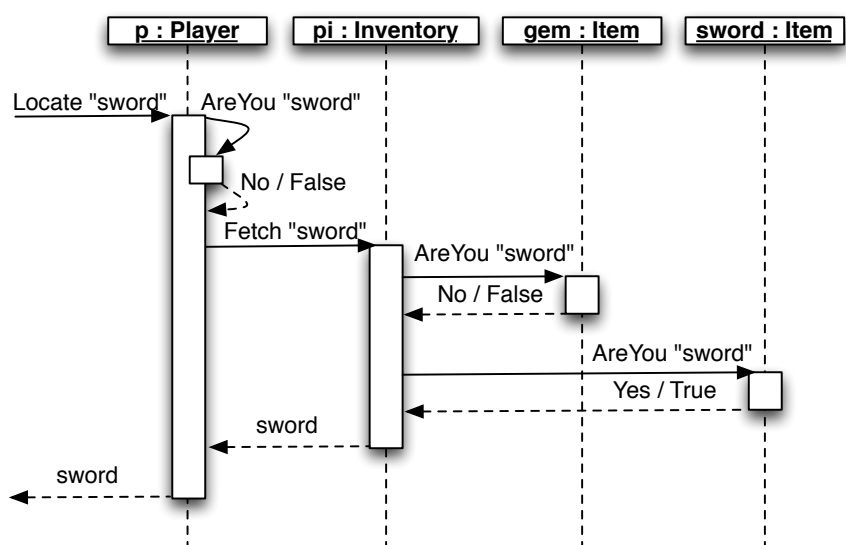 p : Player
pi : Inventory
gem : Item
sword : Item
Locate "sword"
AreYou "sword"
No / False
Fetch "sword"
AreYou "sword"
No / False
AreYou "sword"
Yes / True
sword
sword